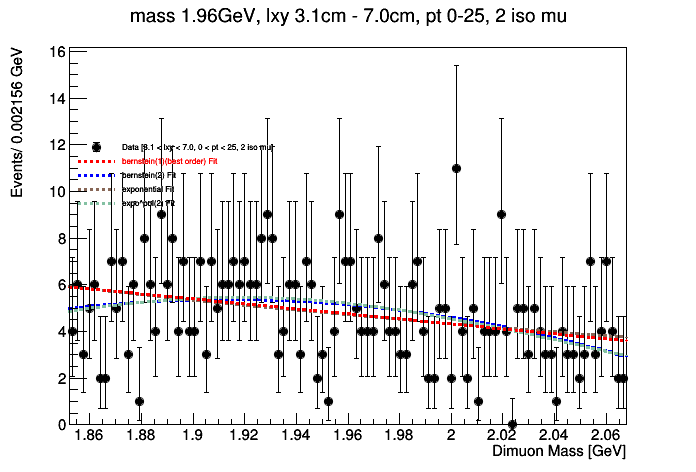 mass 1.96GeV, lxy 3.1cm - 7.0cm, pt 0-25, 2 iso mu
Events/ 0.002156 GeV
16
14
12
10
8
6
4
2
0
Data [3.1 < lxy < 7.0, 0 < pt < 25, 2 iso mu]
bernstein(1)(best order) Fit
bernstein(2) Fit
exponential Fit
expo*pol(2) Fit
1.86 1.88 1.9 1.92 1.94 1.96 1.98 2 2.02 2.04 2.06
Dimuon Mass [GeV]